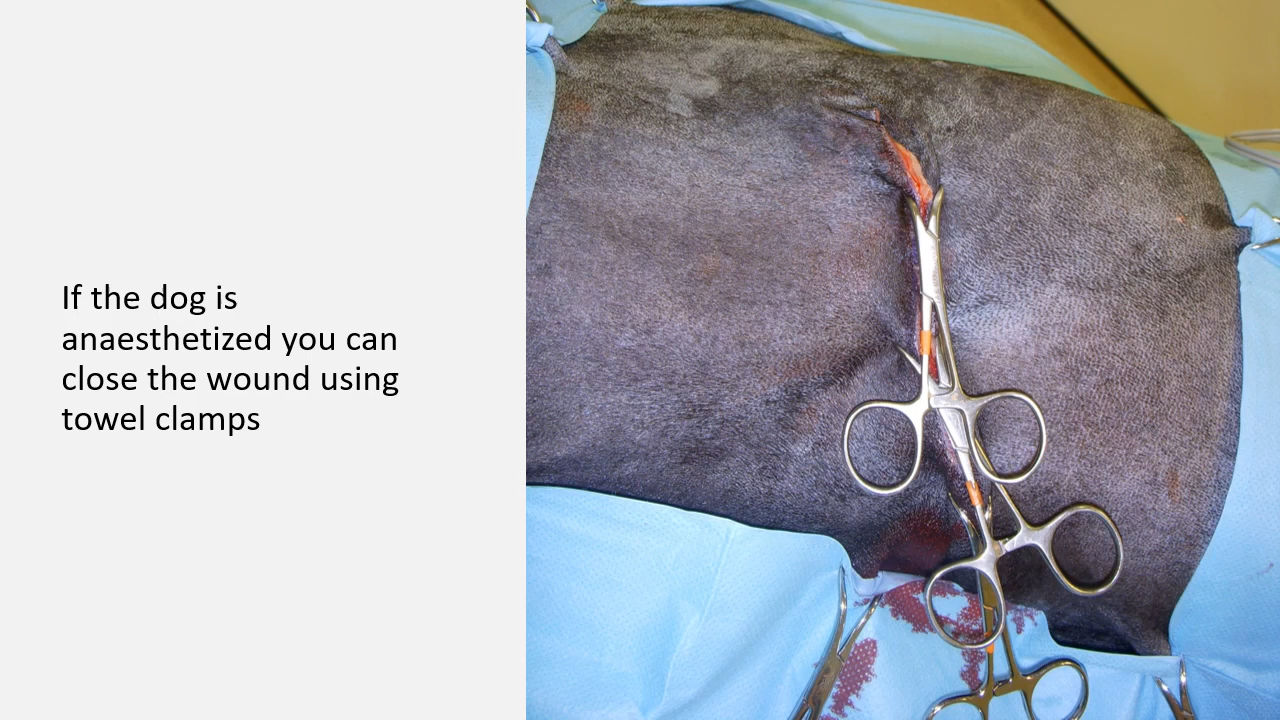 If the dog is
anaesthetized you can
close the wound using
towel clamps